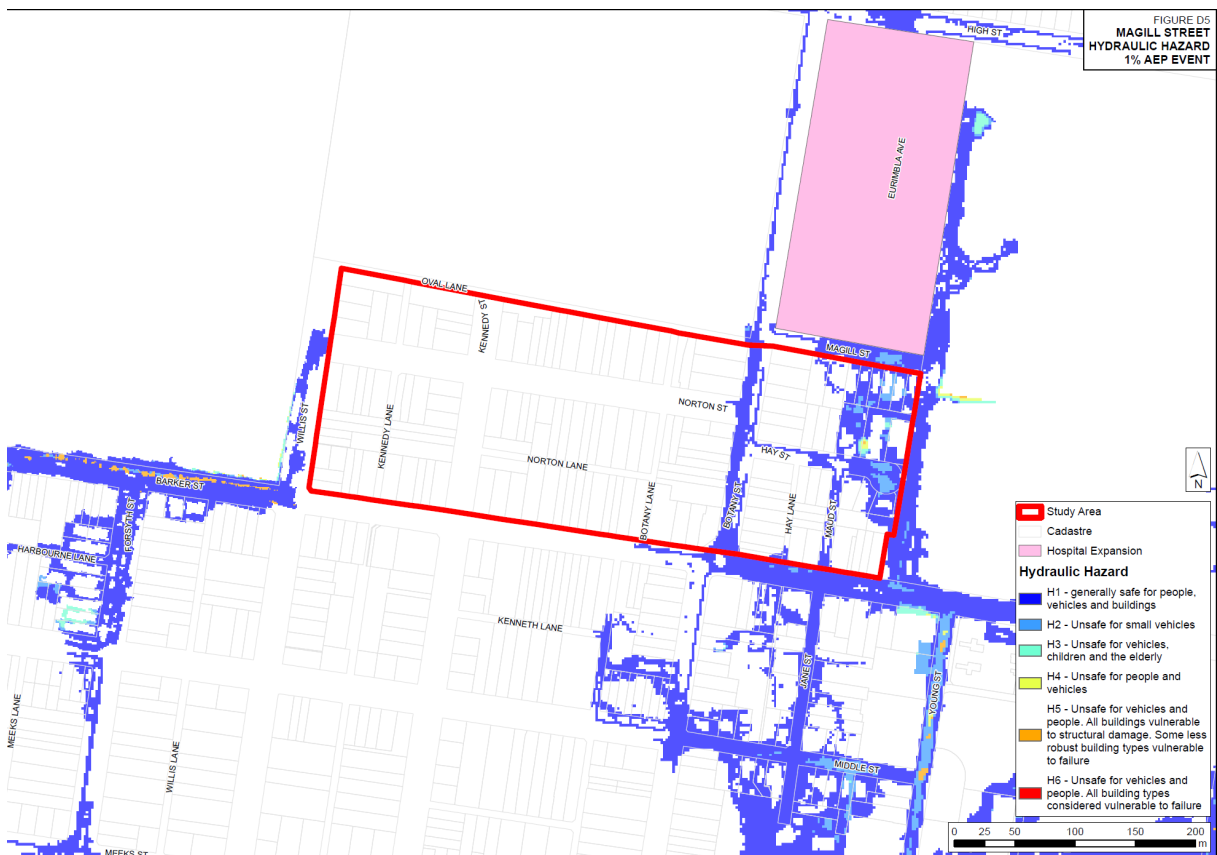 FIGURE D5
MAGILL STREET
HYDRAULIC HAZARD
1% AEP EVENT
HIGH ST
EURIMBLA AVE
OVAL LANE
KENNEDY ST
MAGILL ST
NORTON ST
WILLIS ST
KENNEDY LANE
HAY ST
NORTON LANE
BARKER ST
BOTANY LANE
BOTANY ST
HAY LANE
MAUD ST
FORSYTH ST
HARBOURNE LANE
KENNETH LANE
JANE ST
YOUNG ST
MEEKS LANE
WILLIS LANE
MIDDLE ST
MEEKS ST
N
Study Area
Cadastre
Hospital Expansion
Hydraulic Hazard
H1 - generally safe for people,
vehicles and buildings
H2 - Unsafe for small vehicles
H3 - Unsafe for vehicles,
children and the elderly
H4 - Unsafe for people and
vehicles
H5 - Unsafe for vehicles and
people. All buildings vulnerable
to structural damage. Some less
robust building types vulnerable
to failure
H6 - Unsafe for vehicles and
people. All building types
considered vulnerable to failure
0 25 50 100 150 200
m